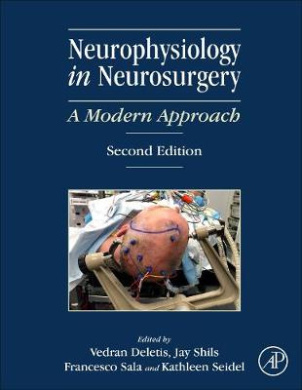 Neurophysiology
in Neurosurgery
A Modern Approach
Second Edition
Edited by
Vedran Deletis, Jay Shils
Francesco Sala and Kathleen Seidel